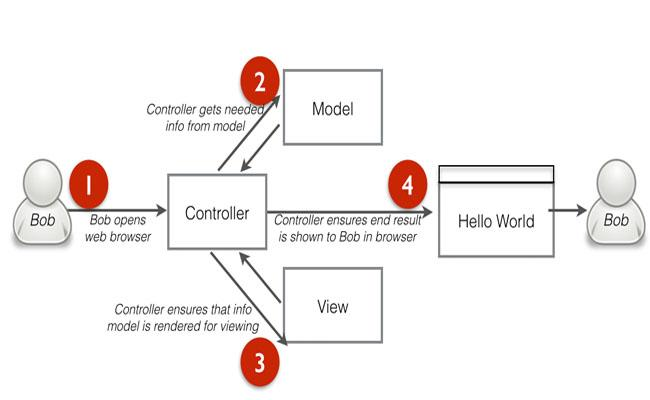 2
Controller gets needed
info from model
Model
1
Bob
Bob opens
web browser
Controller
4
Controller ensures end result
is shown to Bob in browser
Hello World
Bob
Controller ensures that info
model is rendered for viewing
View
3